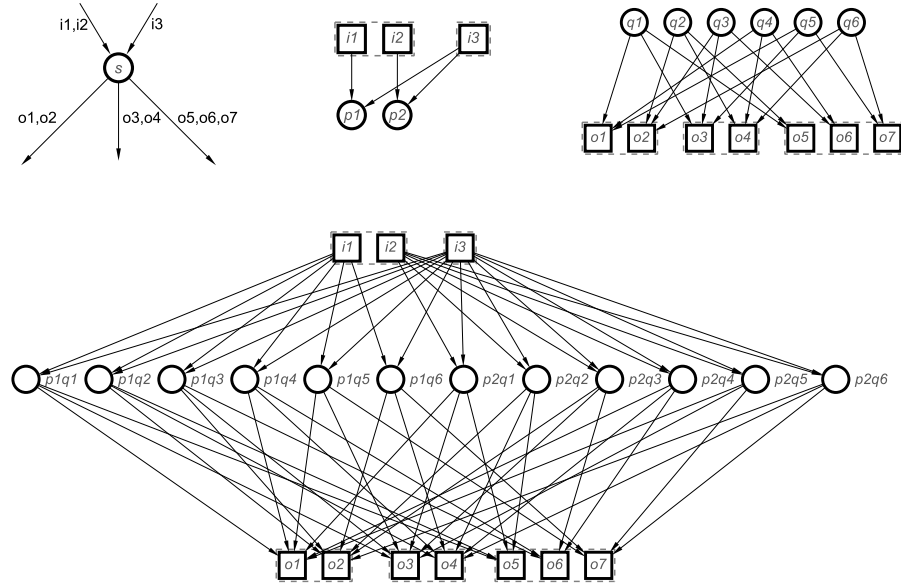 i1,i2 i3
s
o1,o2 o3,o4 o5,o6,o7
i1 i2 i3
p1 p2
q1 q2 q3 q4 q5 q6
o1 o2 o3 o4 o5 o6 o7
i1 i2 i3
p1q1 p1q2 p1q3 p1q4 p1q5 p1q6 p2q1 p2q2 p2q3 p2q4 p2q5 p2q6
o1 o2 o3 o4 o5 o6 o7